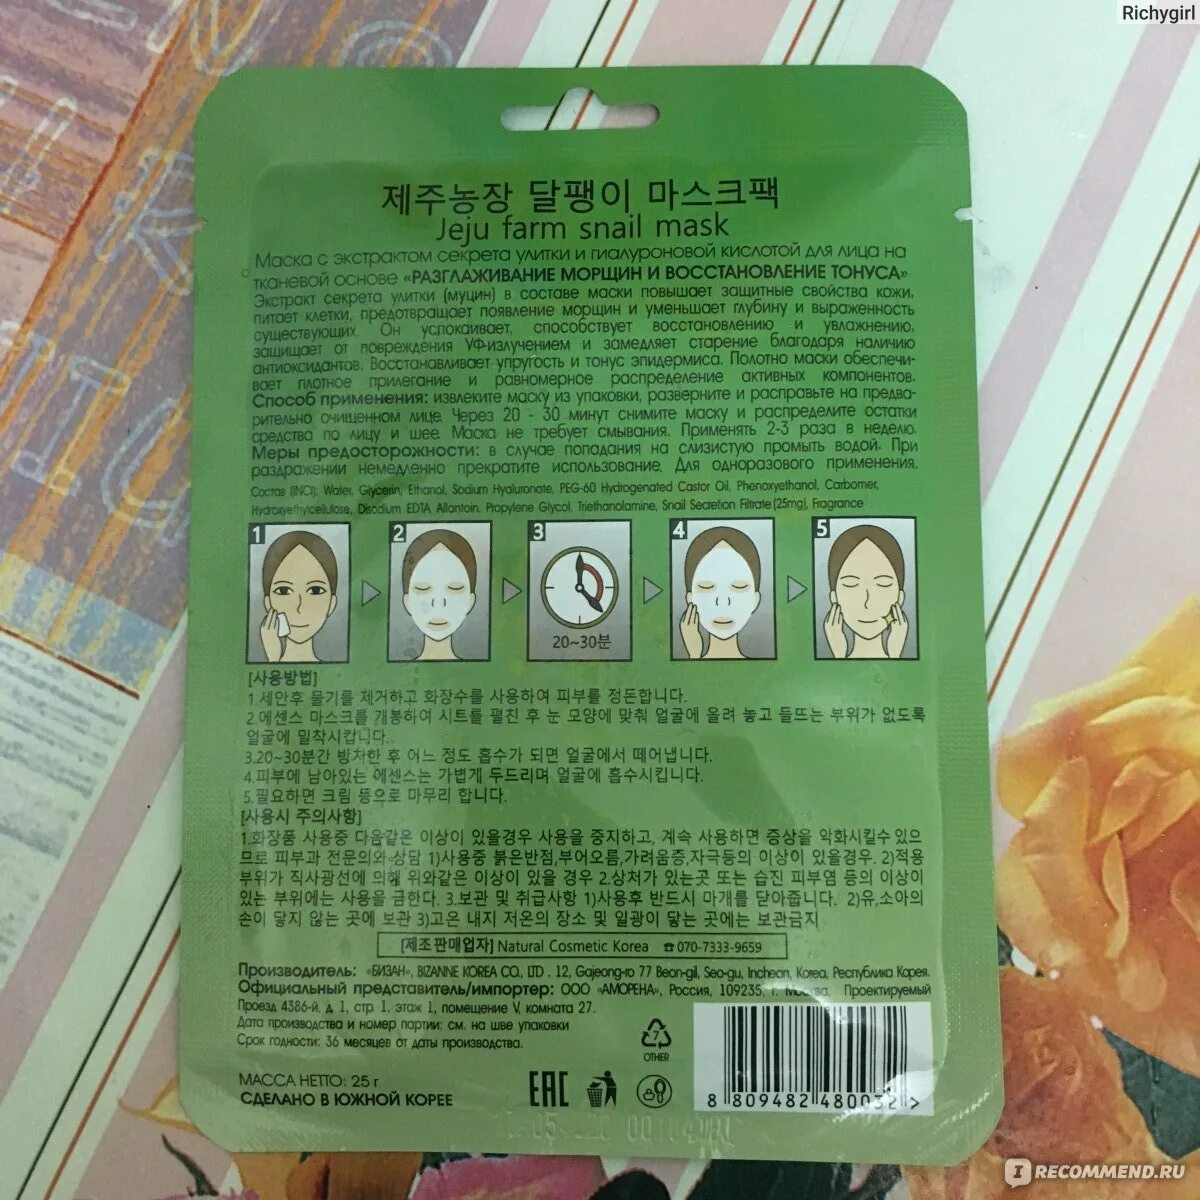 Richygirl
제주농장 달팽이 마스크팩
Jeju farm snail mask
Маска с экстрактом секрета улитки и гиалуроновой кислотой для лица на
тканевой основе «РАЗГЛАЖИВАНИЕ МОРЩИН И ВОССТАНОВЛЕНИЕ ТОНУСА»
Экстракт секрета улитки (муцин) в составе маски повышает защитные свойства кожи,
питает клетки, предотвращает появление морщин и уменьшает глубину и выраженность
существующих. Он успокаивает, способствует восстановлению и увлажнению,
защищает от повреждения УФ-излучением и замедляет старение благодаря наличию
антиоксидантов. Восстанавливает упругость и тонус эпидермиса. Полотно маски обеспечи-
вает плотное прилегание и равномерное распределение активных компонентов.
Способ применения: извлеките маску из упаковки, разверните и расправьте на предва-
рительно очищенном лице. Через 20 - 30 минут снимите маску и распределите остатки
средства по лицу и шее. Маска не требует смывания. Применять 2-3 раза в неделю.
Меры предосторожности: в случае попадания на слизистую промыть водой. При
раздражении немедленно прекратите использование. Для одноразового применения.
Состав (INCI): Water, Glycerin, Ethanol, Sodium Hyaluronate, PEG-60 Hydrogenated Castor Oil, Phenoxyethanol, Carbomer,
Hydroxyethylcellulose, Disodium EDTA Allantoin, Propylene Glycol, Triethanolamine, Snail Secretion Filtrate (25mg), Fragrance
1 2 3 4 5
20~30분
[사용방법]
1.세안후 물기를 제거하고 화장수를 사용하여 피부를 정돈합니다.
2.에센스 마스크를 개봉하여 시트를 펼친 후 눈 모양에 맞춰 얼굴에 올려 놓고 들뜨는 부위가 없도록
얼굴에 밀착시킵니다..
3.20~30분간 방치한 후 어느 정도 흡수가 되면 얼굴에서 떼어냅니다.
4.피부에 남아있는 에센스는 가볍게 두드리며 얼굴에 흡수시킵니다.
5.필요하면 크림 등으로 마무리 합니다.
[사용시 주의사항]
1.화장품 사용중 다음같은 이상이 있을경우 사용을 중지하고, 계속 사용하면 증상을 악화시킬수 있으
므로 피부과 전문의와 상담 1)사용중 붉은반점,부어오름,가려움증,자극등의 이상이 있을경우. 2)적용
부위가 직사광선에 의해 위와같은 이상이 있을 경우 2.상처가 있는곳 또는 습진 피부염 등의 이상이
있는 부위에는 사용을 금한다. 3.보관 및 취급사항 1)사용후 반드시 마개를 닫아줍니다. 2)유,소아의
손이 닿지 않는 곳에 보관 3)고온 내지 저온의 장소 및 일광이 닿는 곳에는 보관금지
[제조판매업자] Natural Cosmetic Korea ☎070-7333-9659
Производитель: «БИЗАН», BIZANNE KOREA CO., LTD . 12, Gajeong-ro 77 Beon-gil, Seo-gu, Incheon, Korea, Республика Корея.
Официальный представитель/импортер: ООО «АМОРЕНА», Россия, 109235, г. Москва, Проектируемый
Проезд 4386-й, д 1, стр. 1, этаж 1, помещение V, комната 27.
Дата производства и номер партии: см. на шве упаковки
Срок годности: 36 месяцев от даты производства.
7
OTHER
МАССА НЕТТО: 25 г
СДЕЛАНО В ЮЖНОЙ КОРЕЕ
EAC
8 809482 480032 >
IRECOMMEND.RU